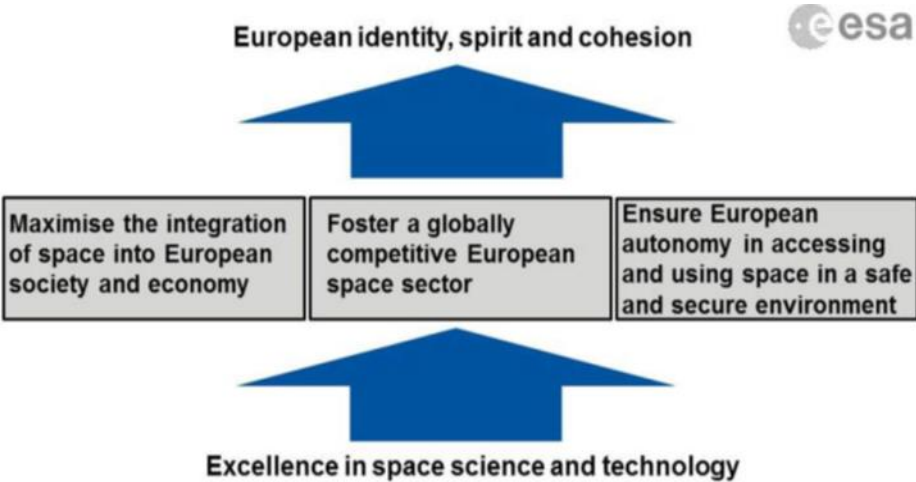 European identity, spirit and cohesion
esa
Maximise the integration
of space into European
society and economy
Foster a globally
competitive European
space sector
Ensure European
autonomy in accessing
and using space in a safe
and secure environment
Excellence in space science and technology